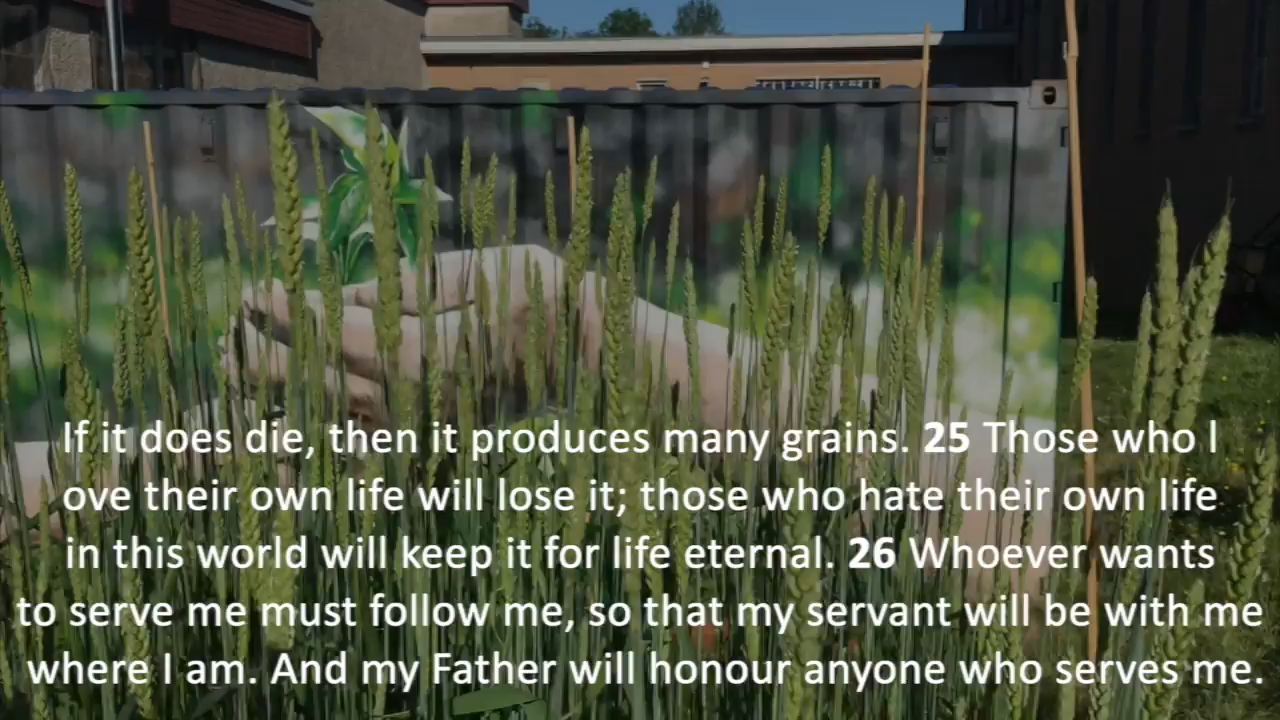 If it does die, then it produces many grains. 25 Those who l
ove their own life will lose it; those who hate their own life
in this world will keep it for life eternal. 26 Whoever wants
to serve me must follow me, so that my servant will be with me
where I am. And my Father will honour anyone who serves me.